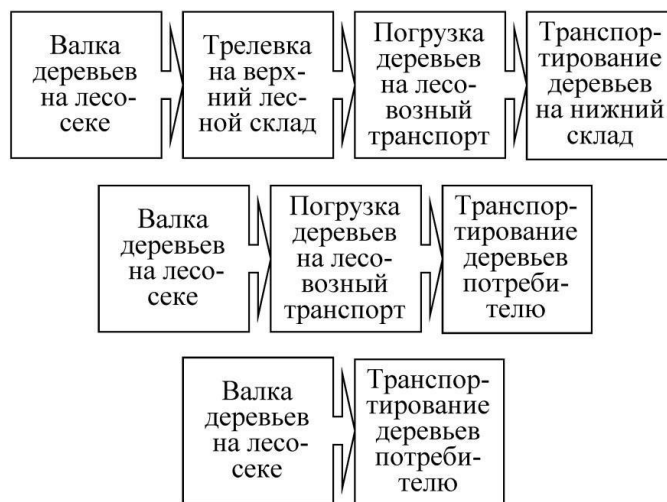 Валка
деревьев
на лесо-
секе
Трелевка
на верх-
ний лес-
ной склад
Погрузка
деревьев
на лесо-
возный
транспорт
Транспор-
тирование
деревьев
на нижний
склад
Валка
деревьев
на лесо-
секе
Погрузка
деревьев
на лесо-
возный
транспорт
Транспор-
тирование
деревьев
потреби-
телю
Валка
деревьев
на лесо-
секе
Транспор-
тирование
деревьев
потреби-
телю